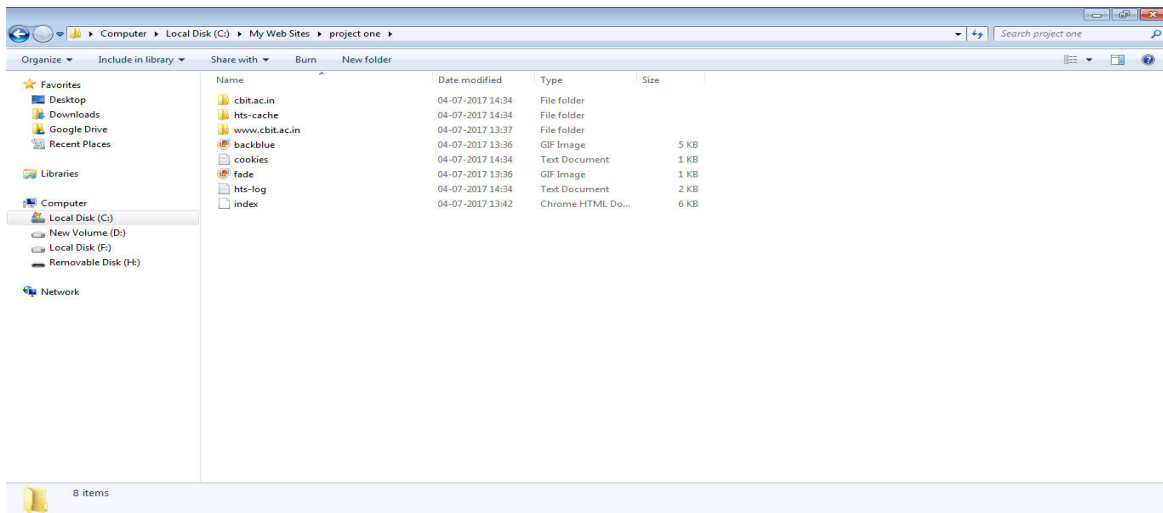 Computer ▸ Local Disk (C:) ▸ My Web Sites ▸ project one ▸
Search project one
Organize Include in library Share with Burn New folder
Favorites
Desktop
Downloads
Google Drive
Recent Places
Libraries
Computer
Local Disk (C:)
New Volume (D:)
Local Disk (F:)
Removable Disk (H:)
Network
Name Date modified Type Size
cbit.ac.in 04-07-2017 14:34 File folder
hts-cache 04-07-2017 14:34 File folder
www.cbit.ac.in 04-07-2017 13:37 File folder
backblue 04-07-2017 13:36 GIF Image 5 KB
cookies 04-07-2017 14:34 Text Document 1 KB
fade 04-07-2017 13:36 GIF Image 1 KB
hts-log 04-07-2017 14:34 Text Document 2 KB
index 04-07-2017 13:42 Chrome HTML Do... 6 KB
8 items